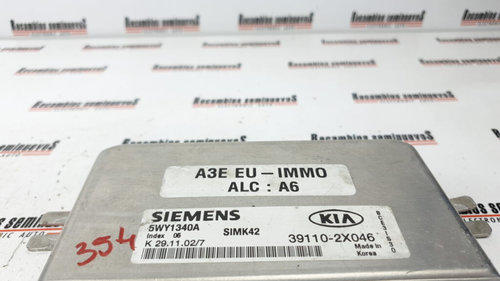 Recambios seminuevos
A3E EU - IMMO
ALC : A6
SIEMENS
5WY1340A
Index 06
SIMK42
K 29.11.02/7
KIA
39110-2X046
Made in
Korea
354